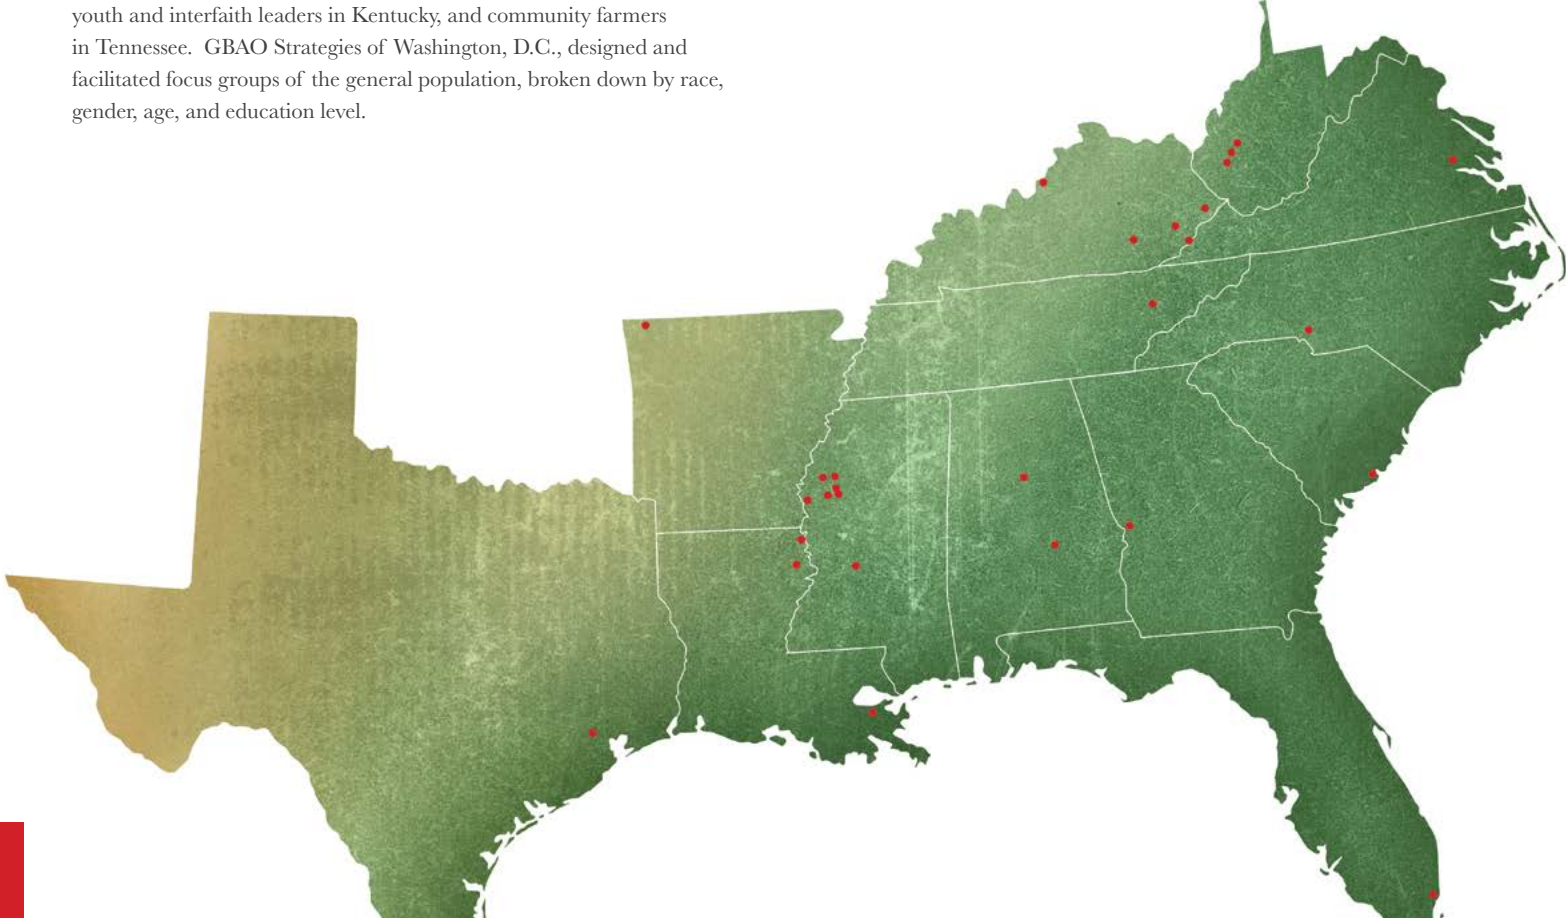 youth and interfaith leaders in Kentucky, and community farmers
in Tennessee.  GBAO Strategies of Washington, D.C., designed and
facilitated focus groups of the general population, broken down by race,
gender, age, and education level.